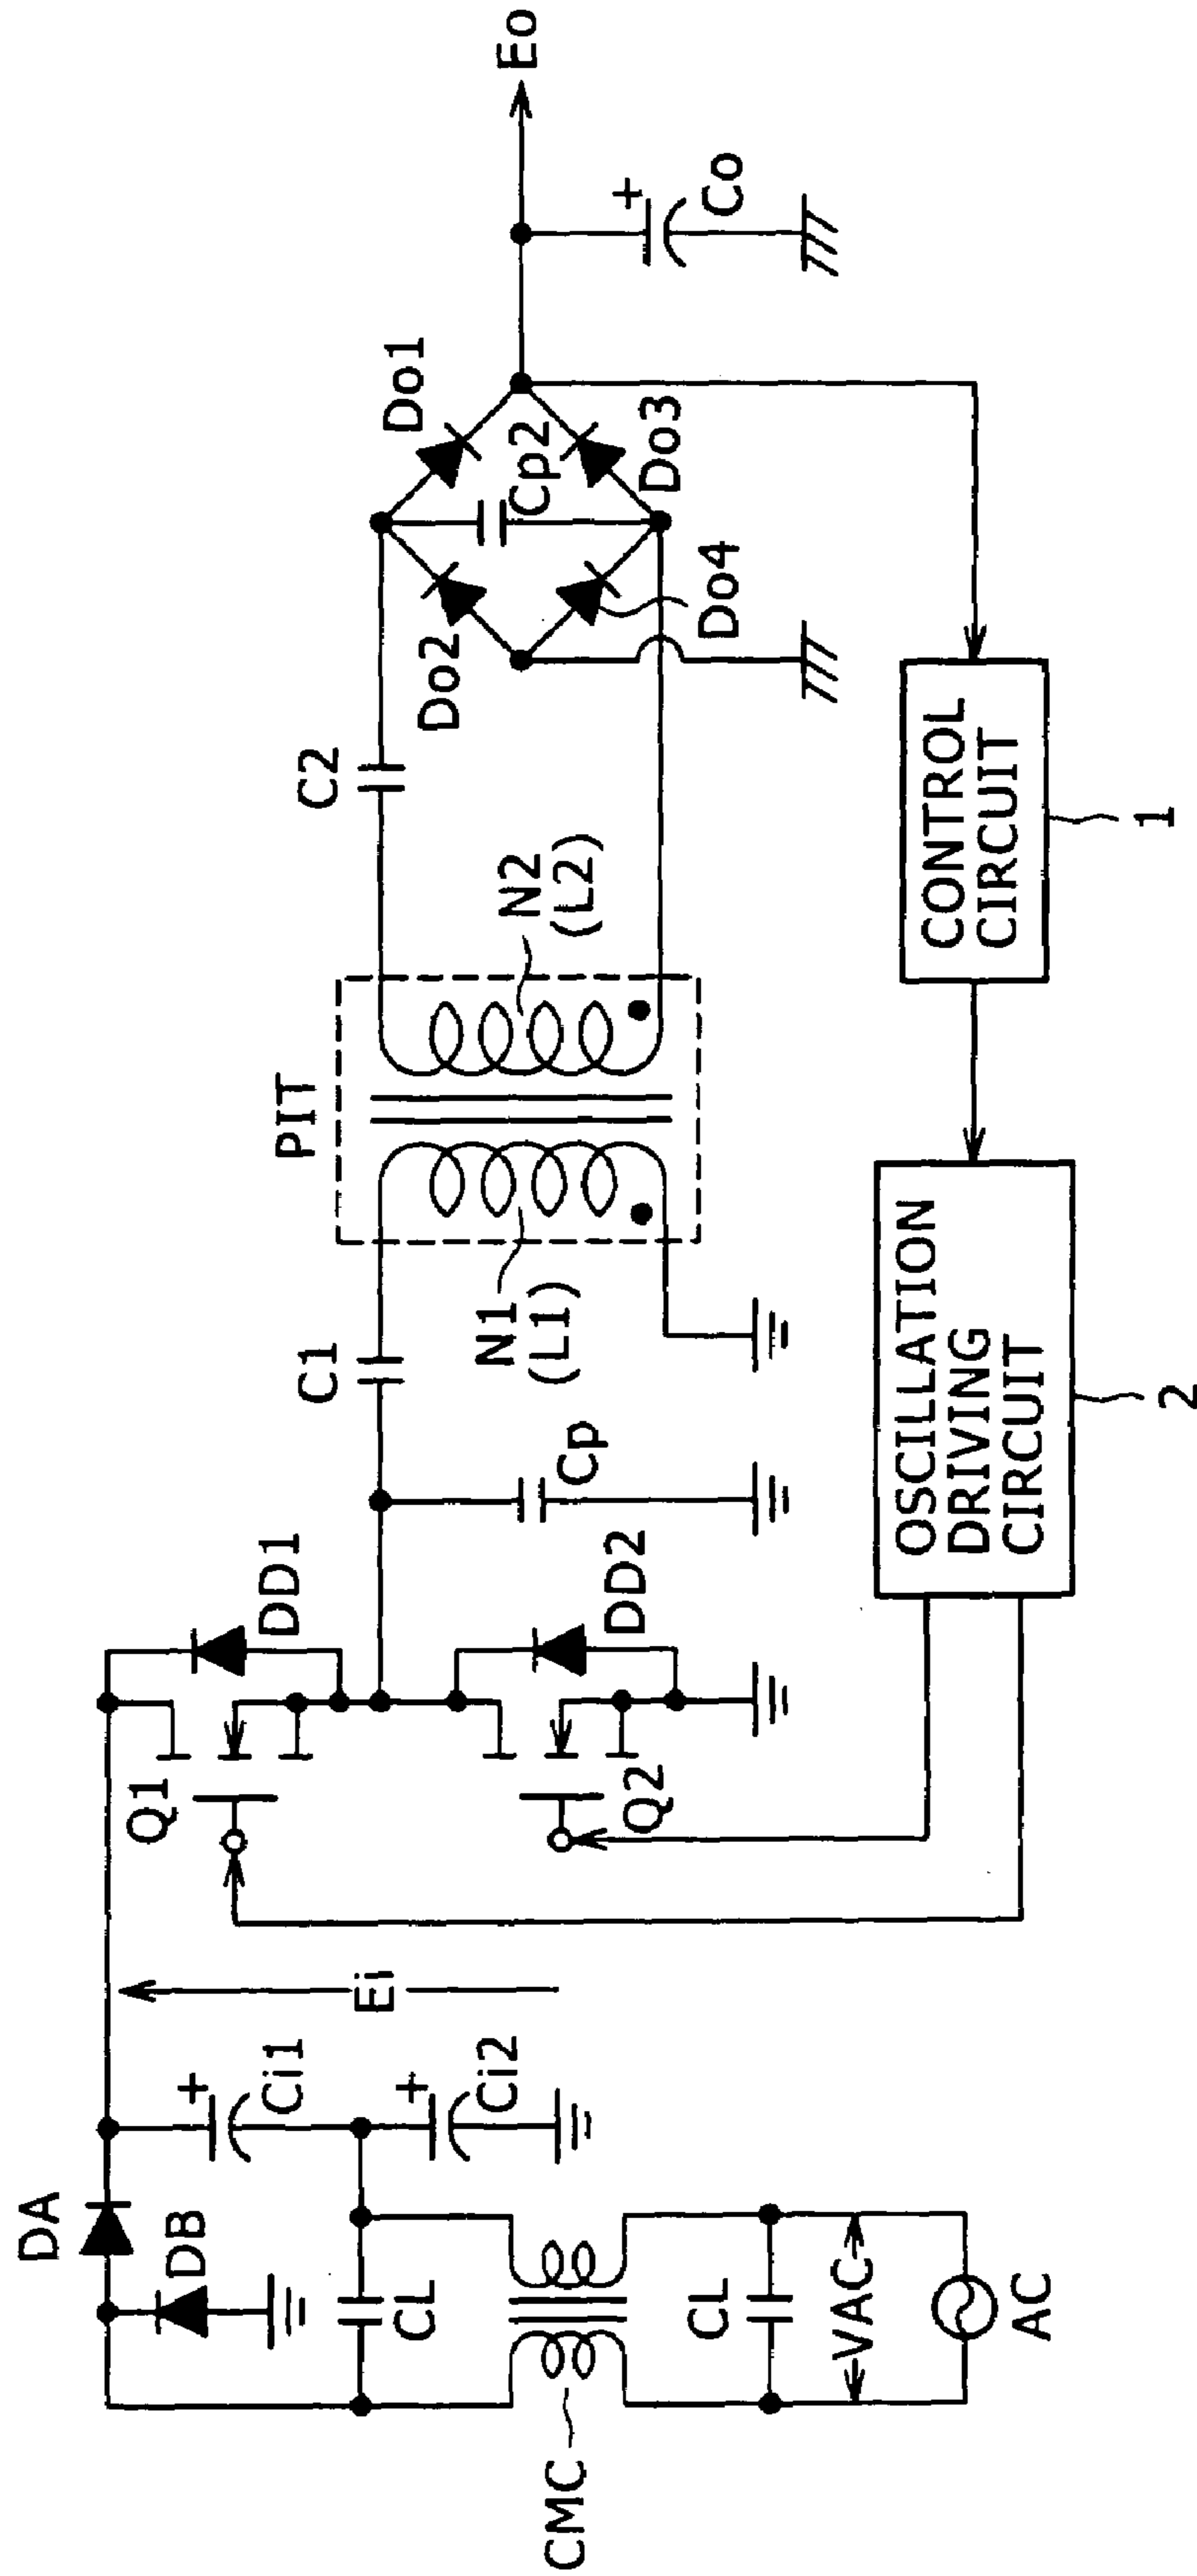 DA
DB
CL
CMC
CL
VAC
AC
+
Ci1
+
Ci2
Ei
Q1
DD1
Q2
DD2
Cp
C1
N1
(L1)
PIT
N2
(L2)
C2
Do1
Do2
Cp2
Do3
Do4
+
Co
Eo
OSCILLATION
DRIVING
CIRCUIT
2
CONTROL
CIRCUIT
1